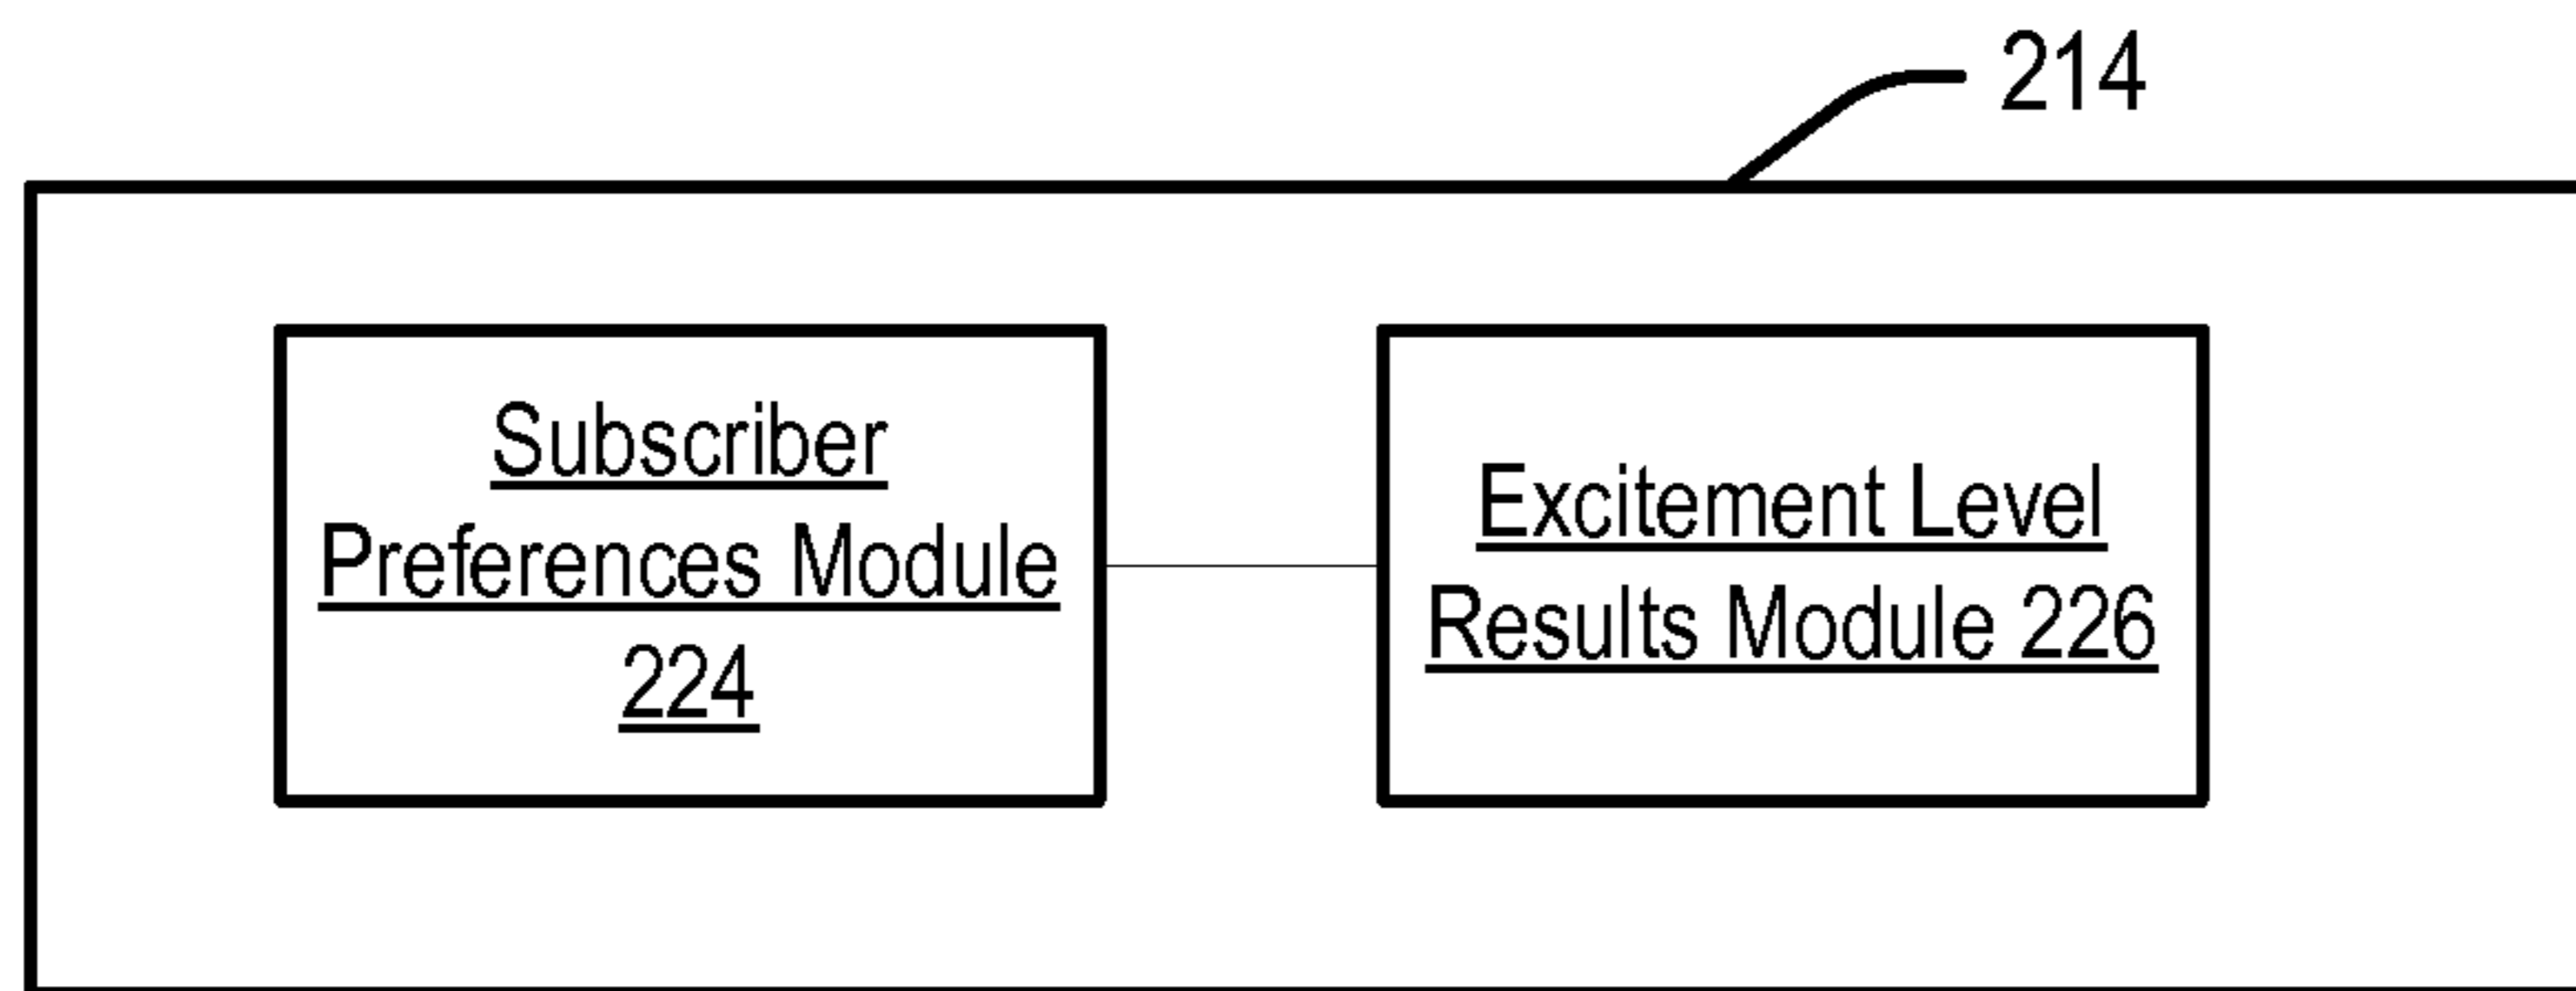 214
Subscriber
Preferences Module
224
Excitement Level
Results Module 226